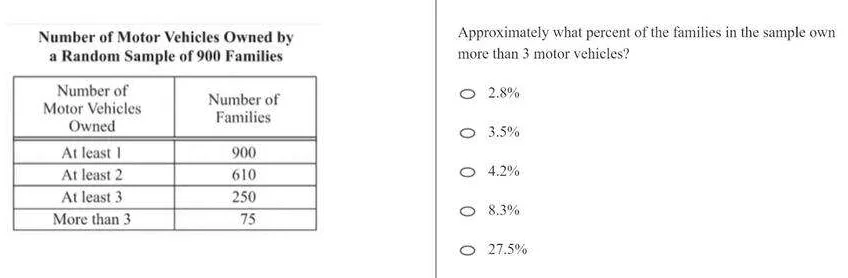 Number of Motor Vehicles Owned by
a Random Sample of 900 Families
Number of
Motor Vehicles
Owned
Number of
Families
At least 1
900
At least 2
610
At least 3
250
More than 3
75
Approximately what percent of the families in the sample own
more than 3 motor vehicles?
2.8%
3.5%
4.2%
8.3%
27.5%